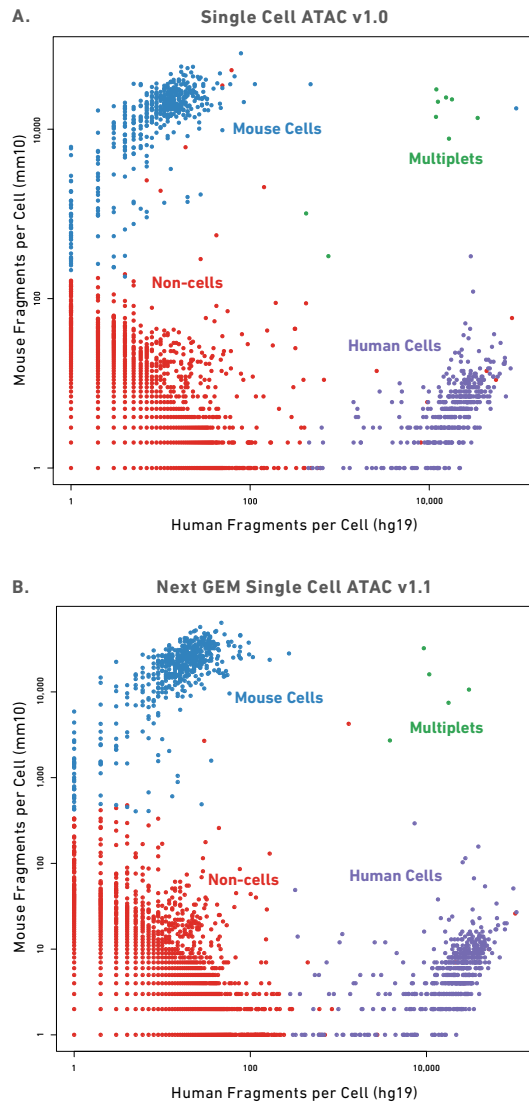 A.
Single Cell ATAC v1.0
Mouse Fragments per Cell (mm10)
10,000
100
1
Mouse Cells
Multiplets
Non-cells
Human Cells
1
100
10,000
Human Fragments per Cell (hg19)
B.
Next GEM Single Cell ATAC v1.1
Mouse Fragments per Cell (mm10)
10,000
1,000
100
10
1
Mouse Cells
Multiplets
Non-cells
Human Cells
1
100
10,000
Human Fragments per Cell (hg19)